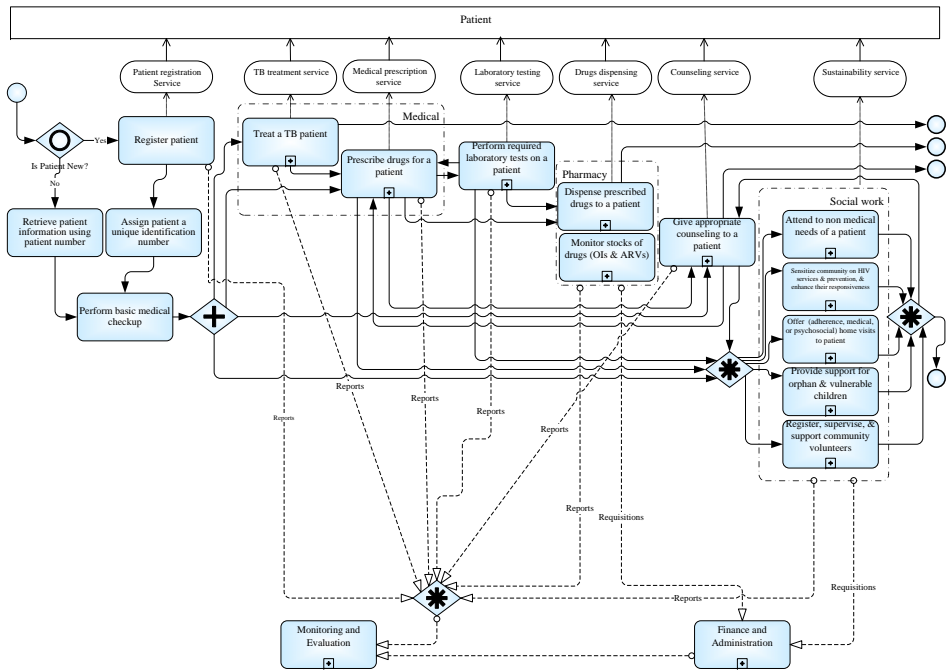 Patient
Patient registration
Service
TB treatment service
Medical prescription
service
Laboratory testing
service
Drugs dispensing
service
Counseling service
Sustainability service
Medical
Is Patient New?
Yes
No
Register patient
Treat a TB patient
Prescribe drugs for a
patient
Perform required
laboratory tests on a
patient
Pharmacy
Dispense prescribed
drugs to a patient
Monitor stocks of
drugs (OIs & ARVs)
Give appropriate
counseling to a
patient
Social work
Attend to non medical
needs of a patient
Sensitize community on HIV
services & prevention, &
enhance their responsiveness
Offer (adherence, medical,
or psychosocial) home visits
to patient
Provide support for
orphan & vulnerable
children
Register, supervise, &
support community
volunteers
Retrieve patient
information using
patient number
Assign patient a
unique identification
number
Perform basic medical
checkup
Reports
Reports
Reports
Reports
Reports
Reports
Requisitions
Reports
Requisitions
Monitoring and
Evaluation
Finance and
Administration